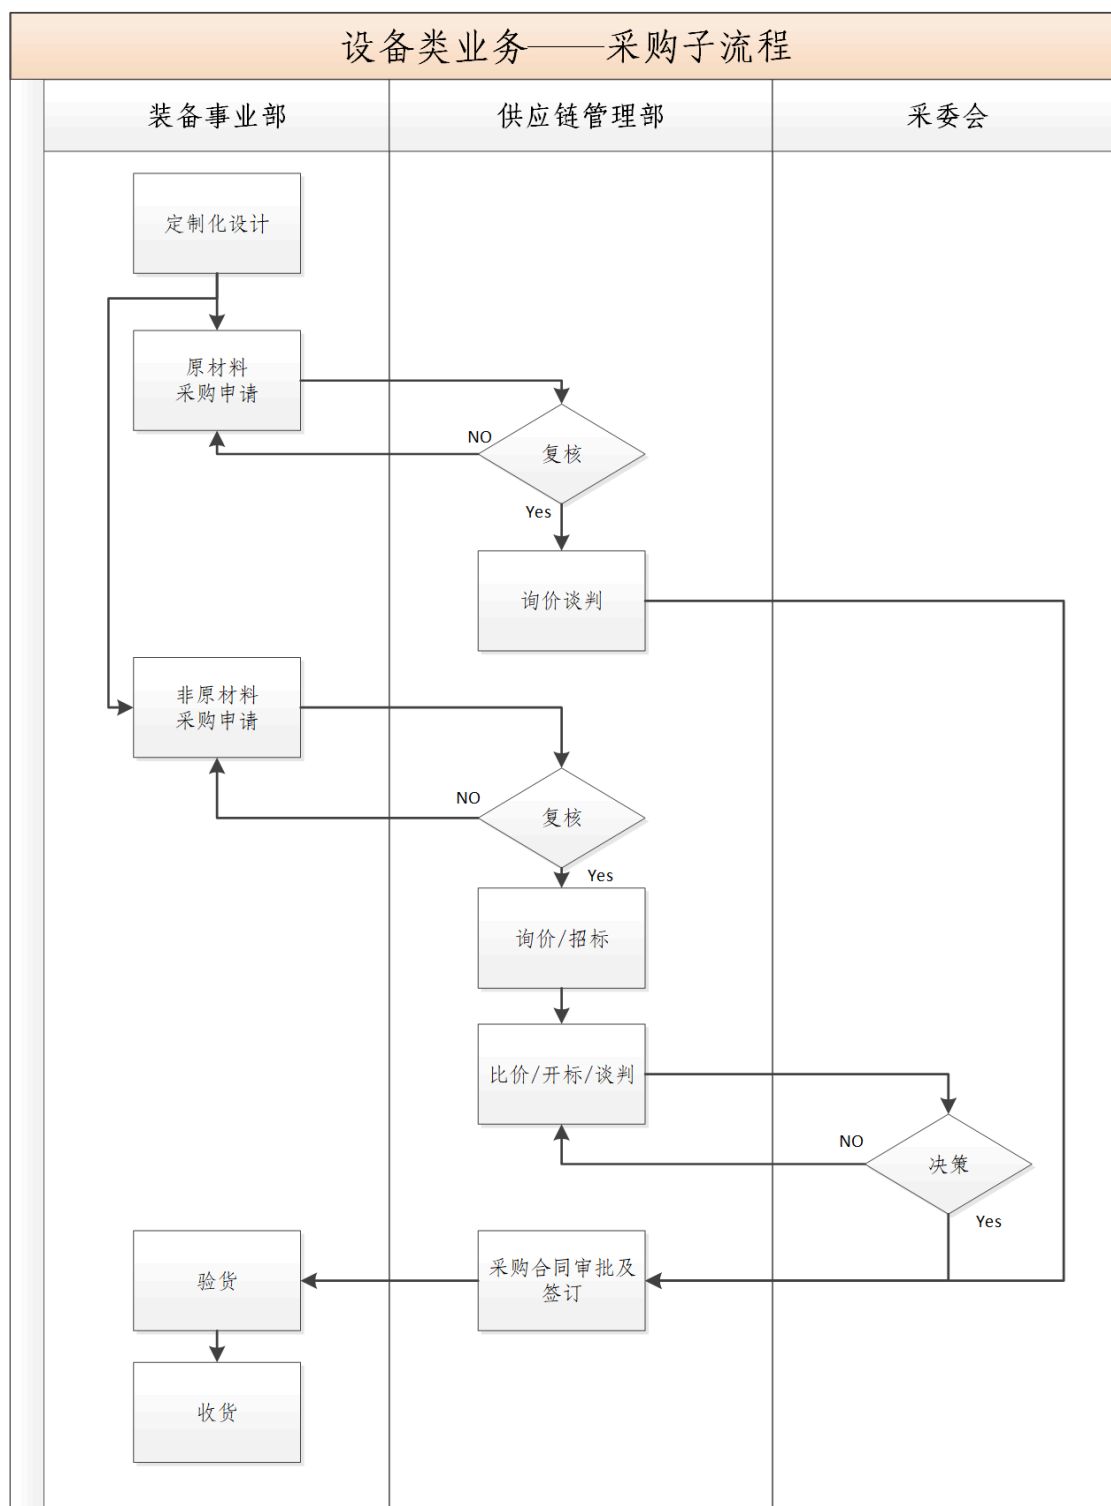 设备类业务——采购子流程
装备事业部
供应链管理部
采委会
定制化设计
原材料
采购申请
NO
复核
Yes
询价谈判
非原材料
采购申请
NO
复核
Yes
询价/招标
比价/开标/谈判
NO
决策
Yes
验货
采购合同审批及
签订
收货